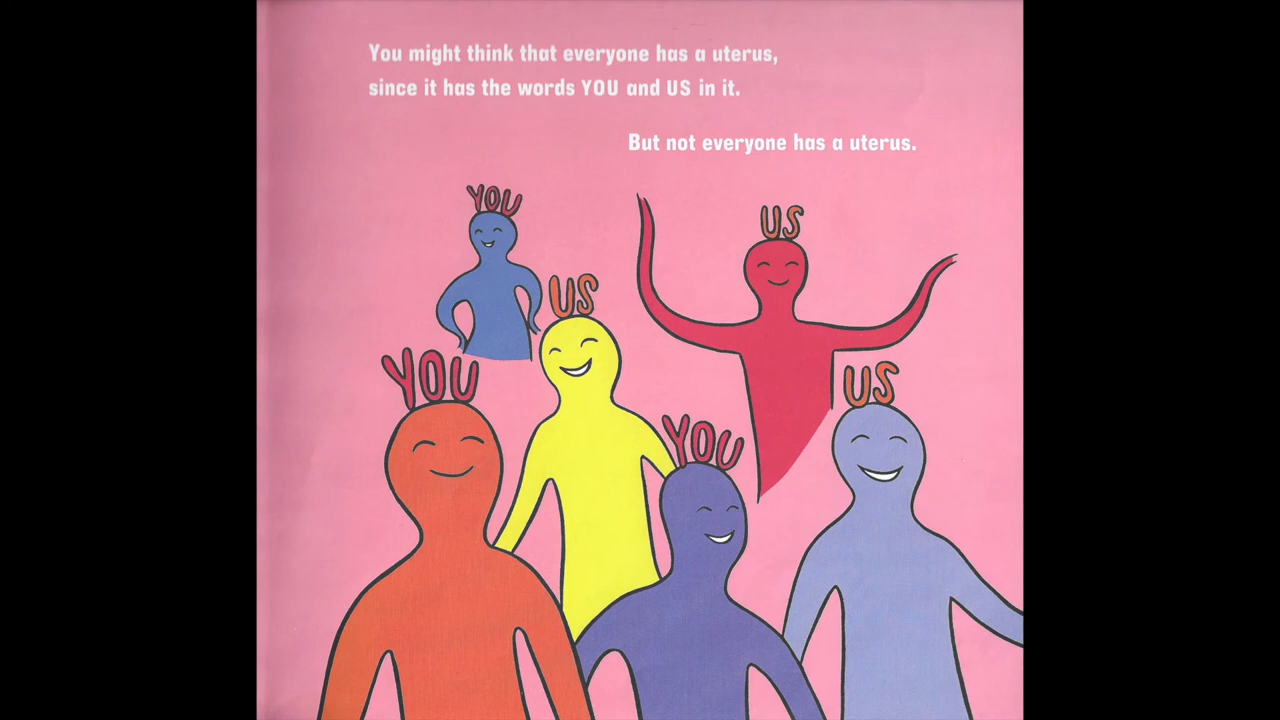 You might think that everyone has a uterus,
since it has the words YOU and US in it.
But not everyone has a uterus.
YOU
US
US
YOU
US
YOU